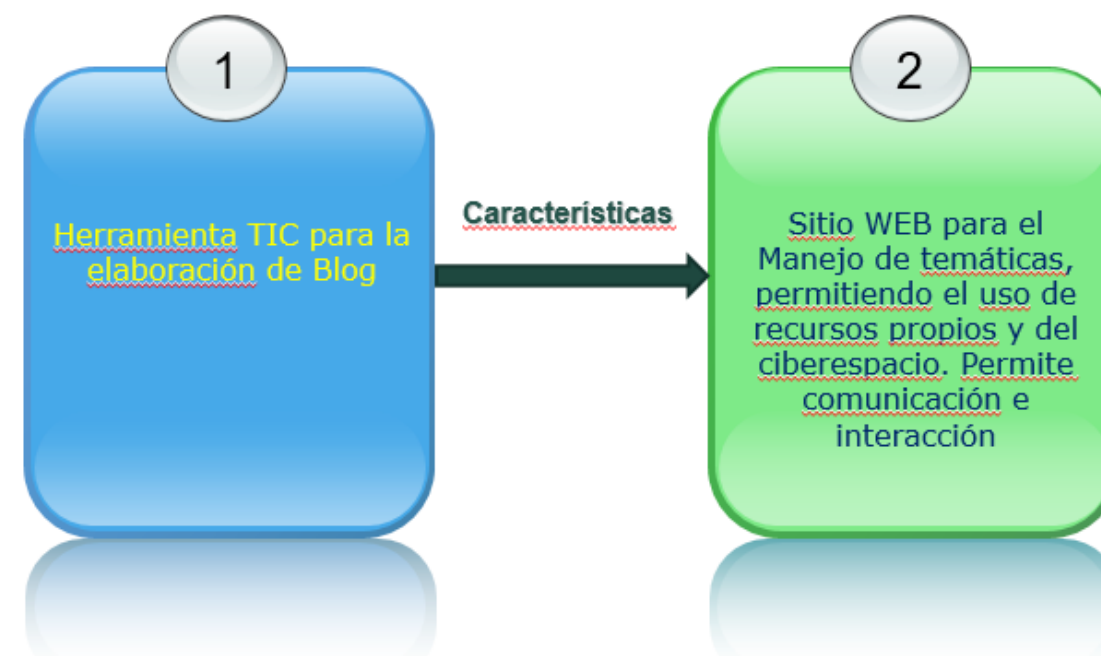 1
Herramienta TIC para la
elaboración de Blog
Características
2
Sitio WEB para el
Manejo de temáticas,
permitiendo el uso de
recursos propios y del
ciberespacio. Permite
comunicación e
interacción